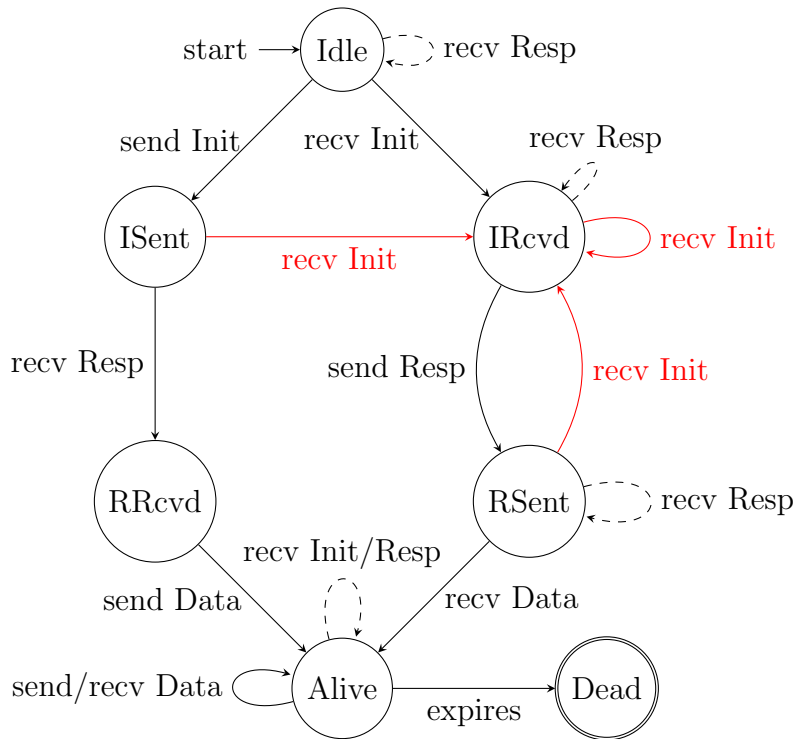 start
Idle
recv Resp
send Init
recv Init
recv Resp
ISent
IRcvd
recv Init
recv Init
recv Resp
send Resp
recv Init
RRcvd
RSent
recv Resp
recv Init/Resp
send Data
recv Data
send/recv Data
Alive
Dead
expires